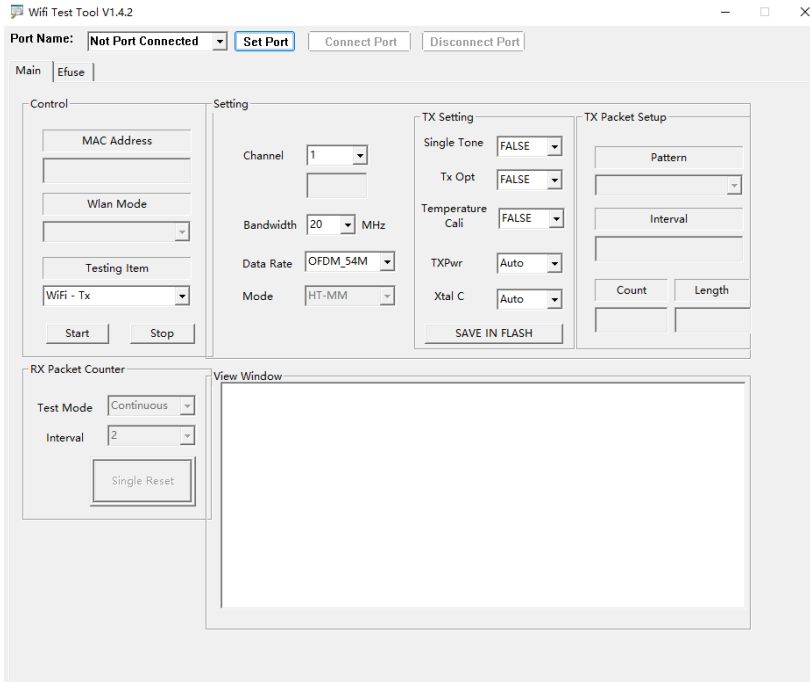 Wifi Test Tool V1.4.2
Port Name: Not Port Connected Set Port Connect Port Disconnect Port
Main Efuse
Control
MAC Address
Wlan Mode
Testing Item
WiFi - Tx
Start Stop
Setting
Channel 1
Bandwidth 20 MHz
Data Rate OFDM_54M
Mode HT-MM
TX Setting
Single Tone FALSE
Tx Opt FALSE
Temperature
Cali FALSE
TXPwr Auto
Xtal C Auto
SAVE IN FLASH
TX Packet Setup
Pattern
Interval
Count Length
RX Packet Counter
Test Mode Continuous
Interval 2
Single Reset
View Window